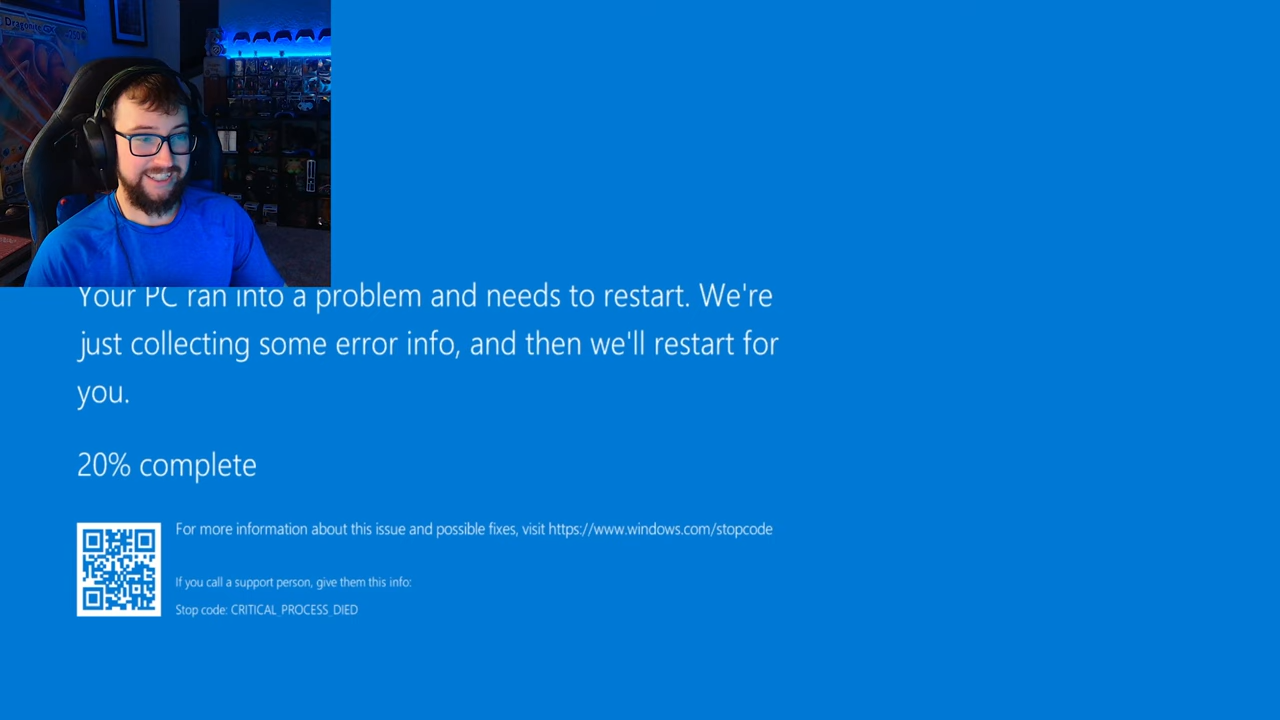 Dragonite
Your PC ran into a problem and needs to restart. We're
just collecting some error info, and then we'll restart for
you.
20% complete
For more information about this issue and possible fixes, visit https://www.windows.com/stopcode
If you call a support person, give them this info:
Stop code: CRITICAL_PROCESS_DIED